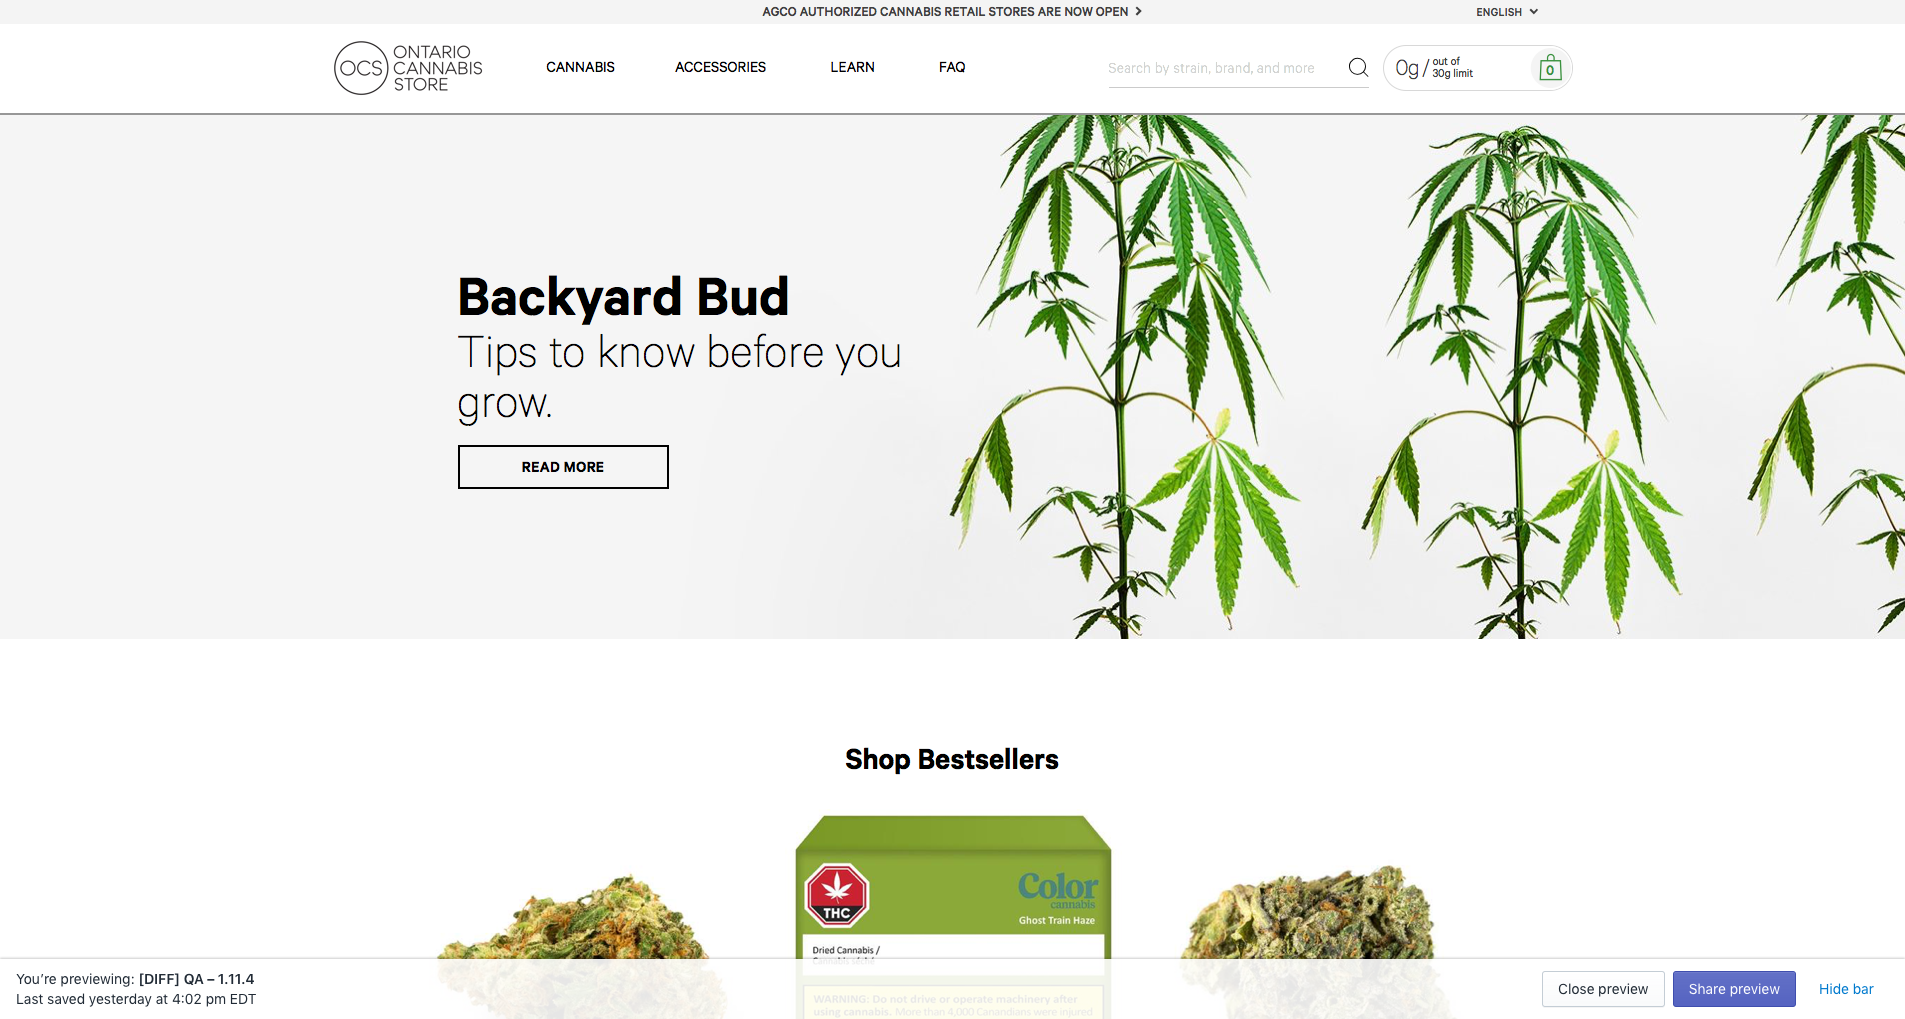 AGCO AUTHORIZED CANNABIS RETAIL STORES ARE NOW OPEN
ENGLISH
OCS
ONTARIO
CANNABIS
STORE
CANNABIS
ACCESSORIES
LEARN
FAQ
Search by strain, brand, and more
0g / out of
30g limit
0
Backyard Bud
Tips to know before you
grow.
READ MORE
Shop Bestsellers
THC
Color
cannabis
Ghost Train Haze
Dried Cannabis /
Cannabis séché
WARNING: Do not drive or operate machinery after
using cannabis. More than 4,000 Canadians were injured
You're previewing: [DIFF] QA – 1.11.4
Last saved yesterday at 4:02 pm EDT
Close preview
Share preview
Hide bar